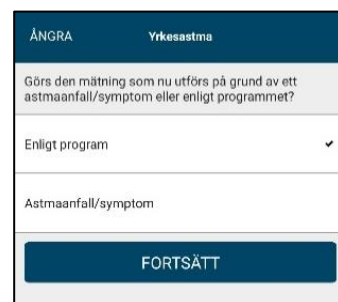 ÅNGRA Yrkesastma
Görs den mätning som nu utförs på grund av ett
astmaanfall/symptom eller enligt programmet?
Enligt program
Astmaanfall/symptom
FORTSÄTT